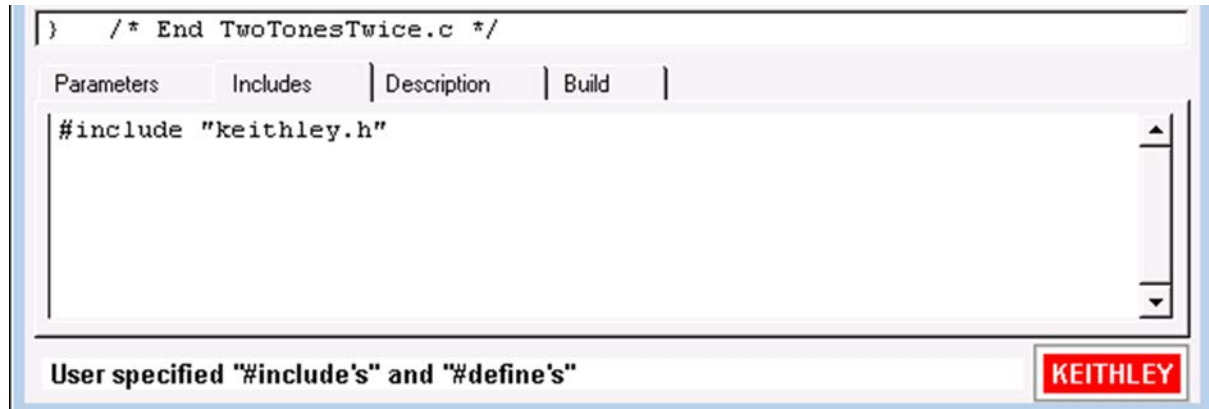 }   /* End TwoTonesTwice.c */
Parameters Includes Description Build
#include "keithley.h"
User specified "#include's" and "#define's"
KEITHLEY